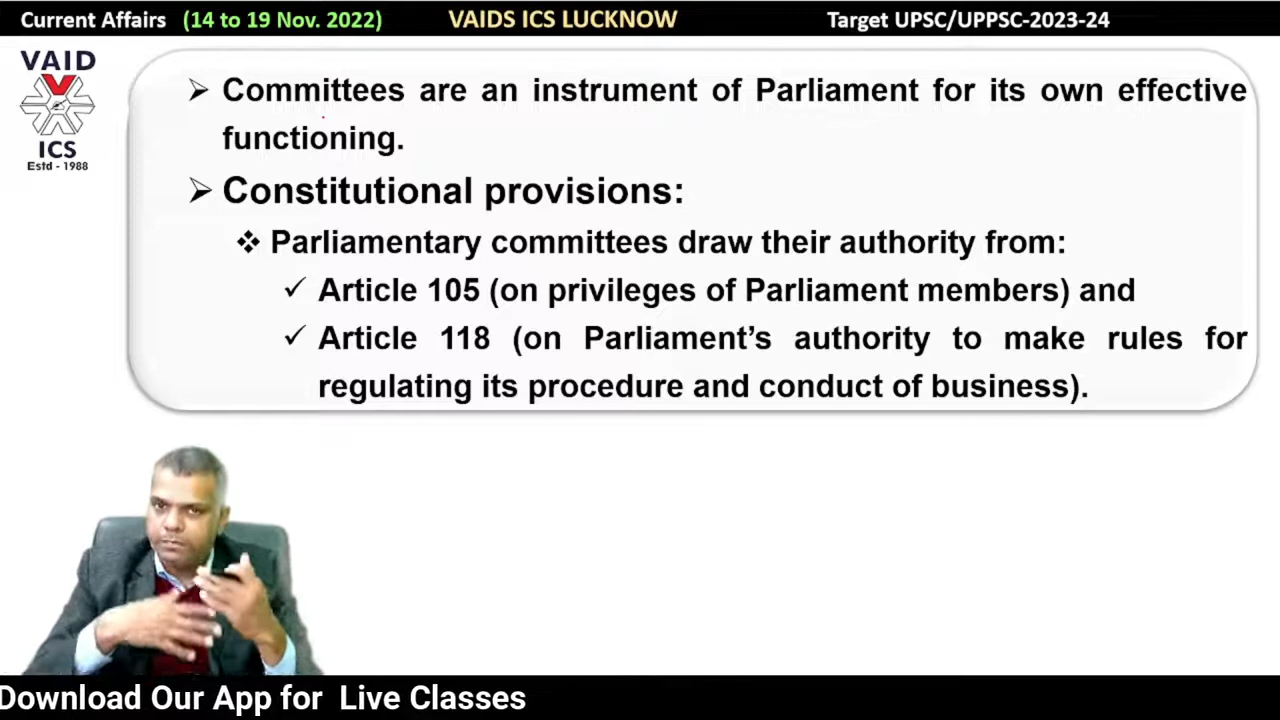 Current Affairs (14 to 19 Nov. 2022) VAIDS ICS LUCKNOW Target UPSC/UPPSC-2023-24
VAID
ICS
Estd - 1988
➢ Committees are an instrument of Parliament for its own effective
functioning.
➢ Constitutional provisions:
❖ Parliamentary committees draw their authority from:
✓ Article 105 (on privileges of Parliament members) and
✓ Article 118 (on Parliament’s authority to make rules for
regulating its procedure and conduct of business).
Download Our App for Live Classes